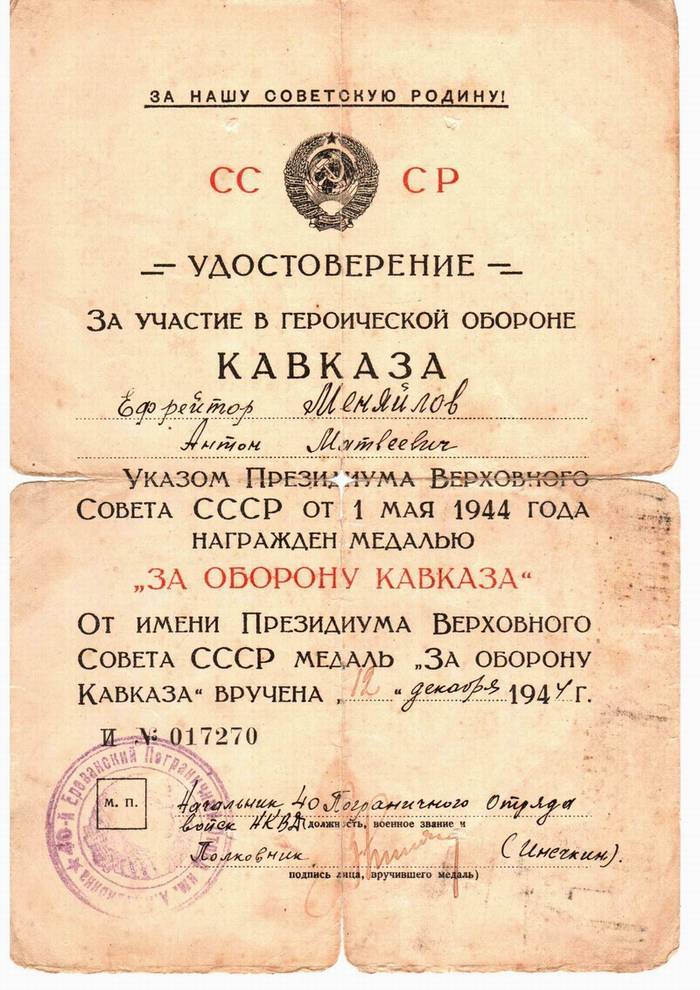 ЗА НАШУ СОВЕТСКУЮ РОДИНУ!
СС СР
УДОСТОВЕРЕНИЕ
ЗА УЧАСТИЕ В ГЕРОИЧЕСКОЙ ОБОРОНЕ
КАВКАЗА
Ефрейтор Меняйлов
Антон Матвеевич
УКАЗОМ ПРЕЗИДИУМА ВЕРХОВНОГО
СОВЕТА СССР ОТ 1 МАЯ 1944 ГОДА
НАГРАЖДЕН МЕДАЛЬЮ
„ЗА ОБОРОНУ КАВКАЗА“
ОТ ИМЕНИ ПРЕЗИДИУМА ВЕРХОВНОГО
СОВЕТА СССР МЕДАЛЬ „ЗА ОБОРОНУ
КАВКАЗА“ ВРУЧЕНА „12“ декабря 1944 г.
И № 017270
40-й Ереванский Пограничный
м. п.
Начальник 40 Пограничного Отряда
войск НКВД (должность, военное звание и
Полковник (Инечкин).
подпись лица, вручившего медаль)